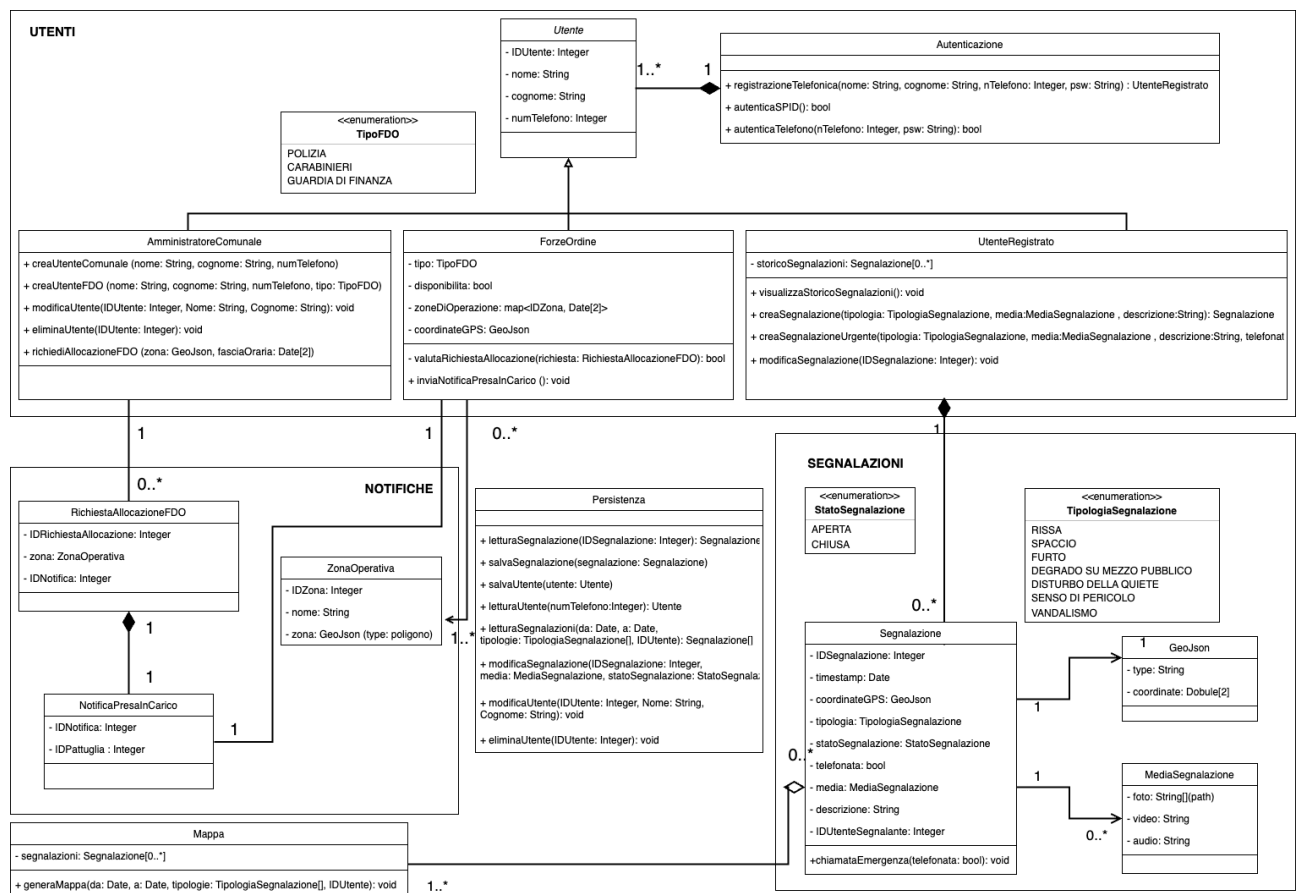 UTENTI
Utente
- IDUtente: Integer
- nome: String
- cognome: String
- numTelefono: Integer
1..*
1
Autenticazione
+ registrazioneTelefonica(nome: String, cognome: String, nTelefono: Integer, psw: String) : UtenteRegistrato
+ autenticaSPID(): bool
+ autenticaTelefono(nTelefono: Integer, psw: String): bool
<<enumeration>>
TipoFDO
POLIZIA
CARABINIERI
GUARDIA DI FINANZA
AmministratoreComunale
+ creaUtenteComunale (nome: String, cognome: String, numTelefono)
+ creaUtenteFDO (nome: String, cognome: String, numTelefono, tipo: TipoFDO)
+ modificaUtente(IDUtente: Integer, Nome: String, Cognome: String): void
+ eliminaUtente(IDUtente: Integer): void
+ richiediAllocazioneFDO (zona: GeoJson, fasciaOraria: Date[2])
ForzeOrdine
- tipo: TipoFDO
- disponibilita: bool
- zoneDiOperazione: map<IDZona, Date[2]>
- coordinateGPS: GeoJson
- valutaRichiestaAllocazione(richiesta: RichiestaAllocazioneFDO): bool
+ inviaNotificaPresaInCarico (): void
UtenteRegistrato
- storicoSegnalazioni: Segnalazione[0..*]
+ visualizzaStoricoSegnalazioni(): void
+ creaSegnalazione(tipologia: TipologiaSegnalazione, media:MediaSegnalazione , descrizione:String): Segnalazione
+ creaSegnalazioneUrgente(tipologia: TipologiaSegnalazione, media:MediaSegnalazione , descrizione:String, telefonat
+ modificaSegnalazione(IDSegnalazione: Integer): void
1
0..*
1
0..*
1
NOTIFICHE
RichiestaAllocazioneFDO
- IDRichiestaAllocazione: Integer
- zona: ZonaOperativa
- IDNotifica: Integer
1
1
NotificaPresaInCarico
- IDNotifica: Integer
- IDPattuglia : Integer
1
ZonaOperativa
- IDZona: Integer
- nome: String
- zona: GeoJson (type: poligono)
1..*
Persistenza
+ letturaSegnalazione(IDSegnalazione: Integer): Segnalazione
+ salvaSegnalazione(segnalazione: Segnalazione)
+ salvaUtente(utente: Utente)
+ letturaUtente(numTelefono:Integer): Utente
+ letturaSegnalazioni(da: Date, a: Date,
tipologie: TipologiaSegnalazione[], IDUtente): Segnalazione[]
+ modificaSegnalazione(IDSegnalazione: Integer,
media: MediaSegnalazione, statoSegnalazione: StatoSegnala
+ modificaUtente(IDUtente: Integer, Nome: String,
Cognome: String): void
+ eliminaUtente(IDUtente: Integer): void
SEGNALAZIONI
<<enumeration>>
StatoSegnalazione
APERTA
CHIUSA
<<enumeration>>
TipologiaSegnalazione
RISSA
SPACCIO
FURTO
DEGRADO SU MEZZO PUBBLICO
DISTURBO DELLA QUIETE
SENSO DI PERICOLO
VANDALISMO
0..*
Segnalazione
- IDSegnalazione: Integer
- timestamp: Date
- coordinateGPS: GeoJson
- tipologia: TipologiaSegnalazione
- statoSegnalazione: StatoSegnalazione
- telefonata: bool
- media: MediaSegnalazione
- descrizione: String
- IDUtenteSegnalante: Integer
+chiamataEmergenza(telefonata: bool): void
0..*
1
1
GeoJson
- type: String
- coordinate: Dobule[2]
1
0..*
MediaSegnalazione
- foto: String[](path)
- video: String
- audio: String
Mappa
- segnalazioni: Segnalazione[0..*]
+ generaMappa(da: Date, a: Date, tipologie: TipologiaSegnalazione[], IDUtente): void
1..*